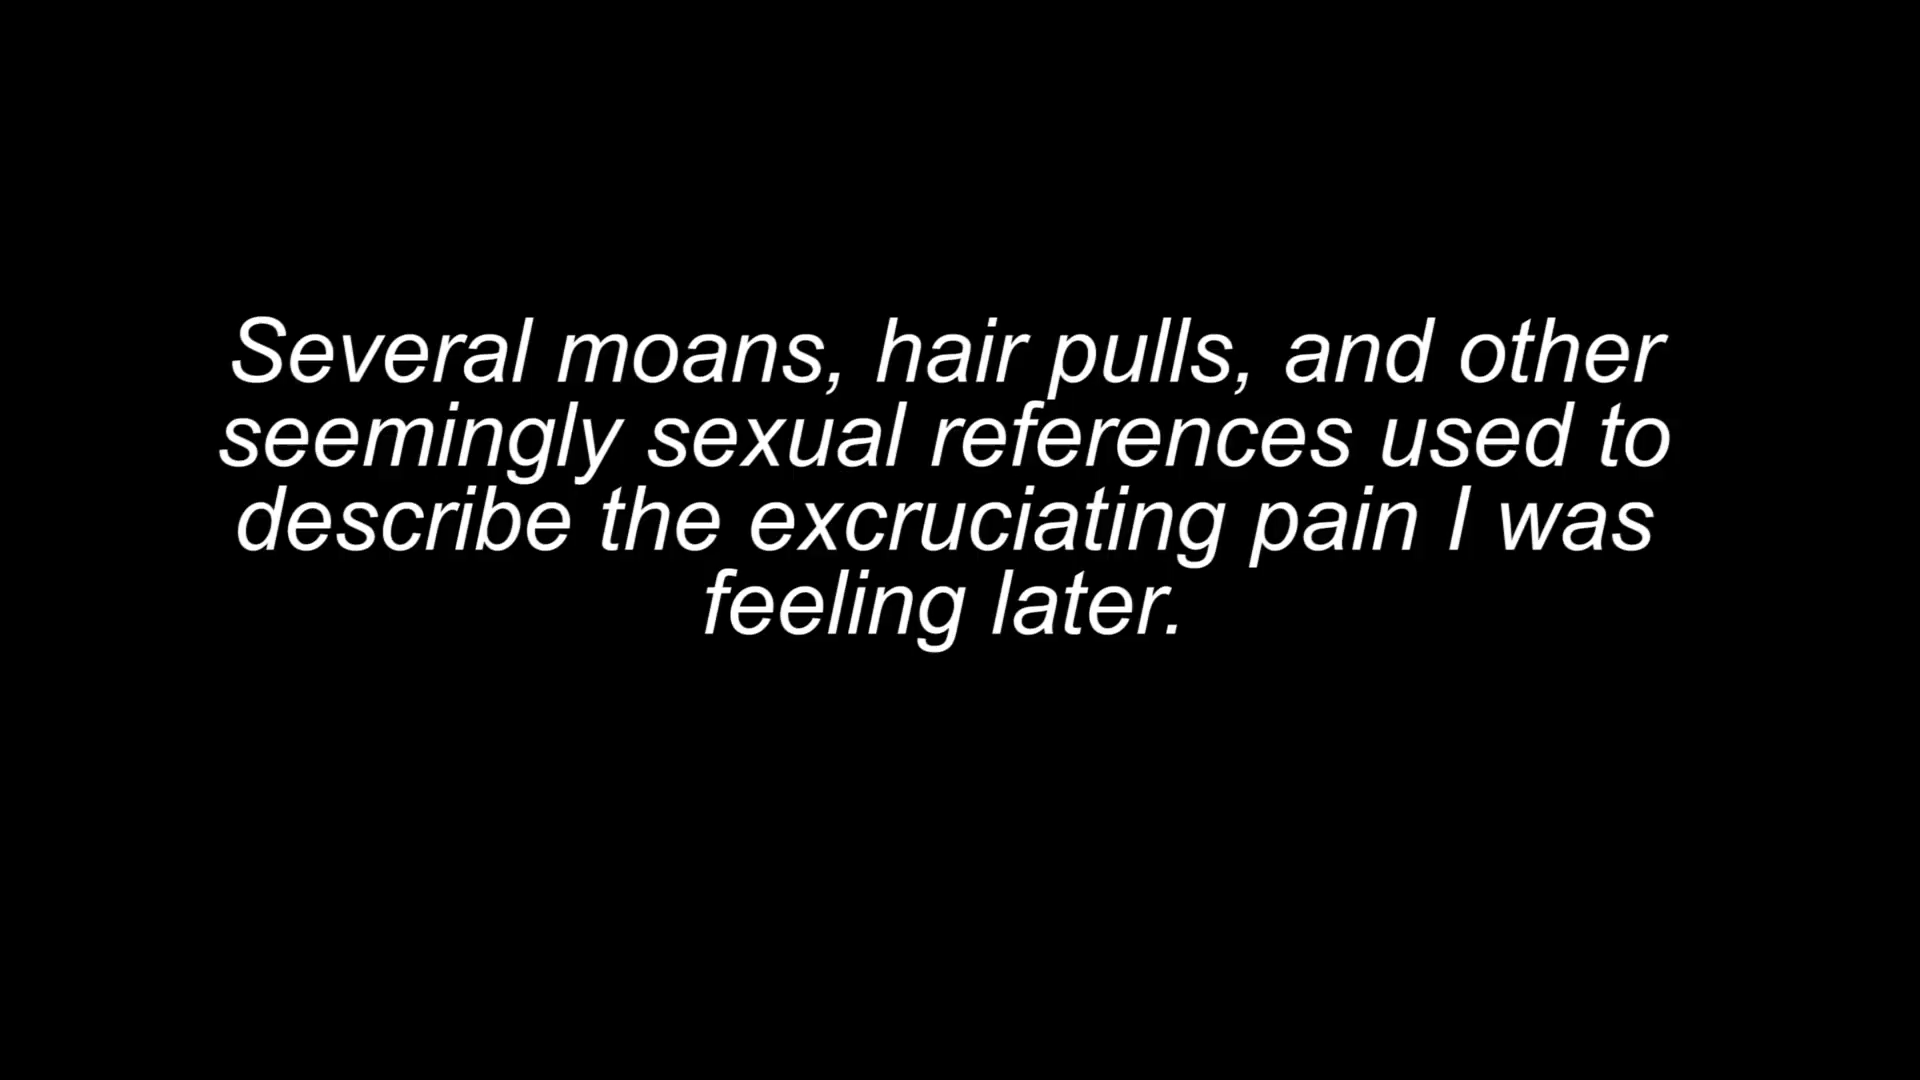 Several moans, hair pulls, and other
seemingly sexual references used to
describe the excruciating pain I was
feeling later.